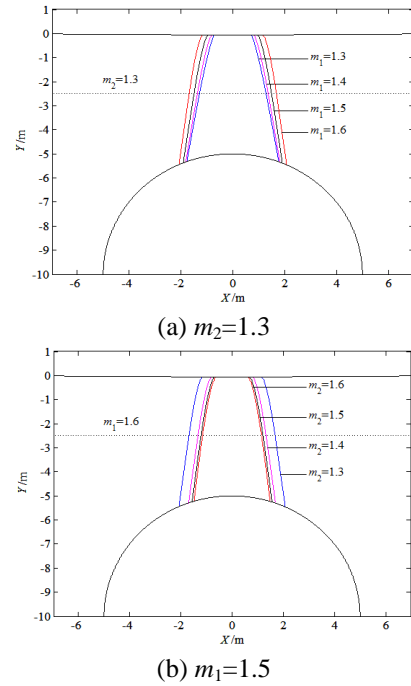 1
0
-1
-2
-3
-4
-5
-6
-7
-8
-9
-10
Y/m
m2=1.3
m1=1.3
m1=1.4
m1=1.5
m1=1.6
-6 -4 -2 0 2 4 6
X/m
(a) m2=1.3
1
0
-1
-2
-3
-4
-5
-6
-7
-8
-9
-10
Y/m
m1=1.6
m2=1.6
m2=1.5
m2=1.4
m2=1.3
-6 -4 -2 0 2 4 6
X/m
(b) m1=1.5